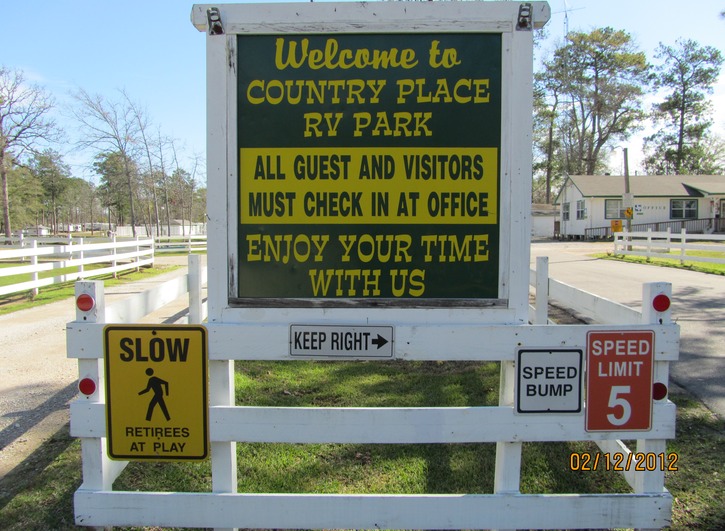 Welcome to
COUNTRY PLACE
RV PARK
ALL GUEST AND VISITORS
MUST CHECK IN AT OFFICE
ENJOY YOUR TIME
WITH US
KEEP RIGHT
SLOW
RETIREES
AT PLAY
SPEED
BUMP
SPEED
LIMIT
5
OFFICE
02/12/2012